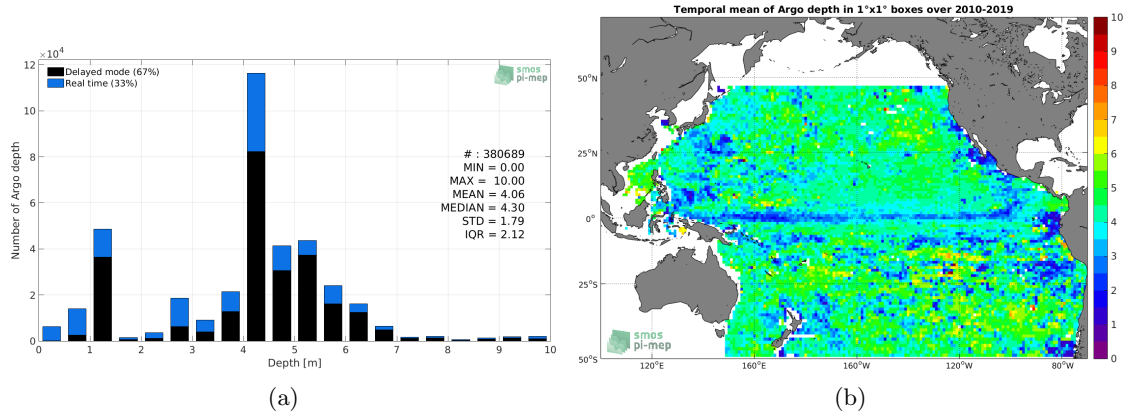 Temporal mean of Argo depth in 1°x1° boxes over 2010-2019
×10⁴
Delayed mode (67%)
Real time (33%)
smos
pi-mep
# : 380689
MIN = 0.00
MAX = 10.00
MEAN = 4.06
MEDIAN = 4.30
STD = 1.79
IQR = 2.12
Number of Argo depth
12
10
8
6
4
2
0
0 1 2 3 4 5 6 7 8 9 10
Depth [m]
50°N
25°N
0°
25°S
50°S
120°E 160°E 160°W 120°W 80°W
smos
pi-mep
10
9
8
7
6
5
4
3
2
1
0
(a)
(b)